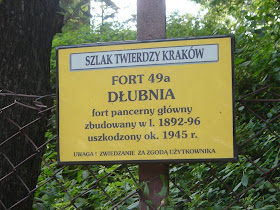 SZLAK TWIERDZY KRAKÓW
FORT 49a
DŁUBNIA
fort pancerny główny
zbudowany w l. 1892-96
uszkodzony ok. 1945 r.
UWAGA ! ZWIEDZANIE ZA ZGODĄ UŻYTKOWNIKA